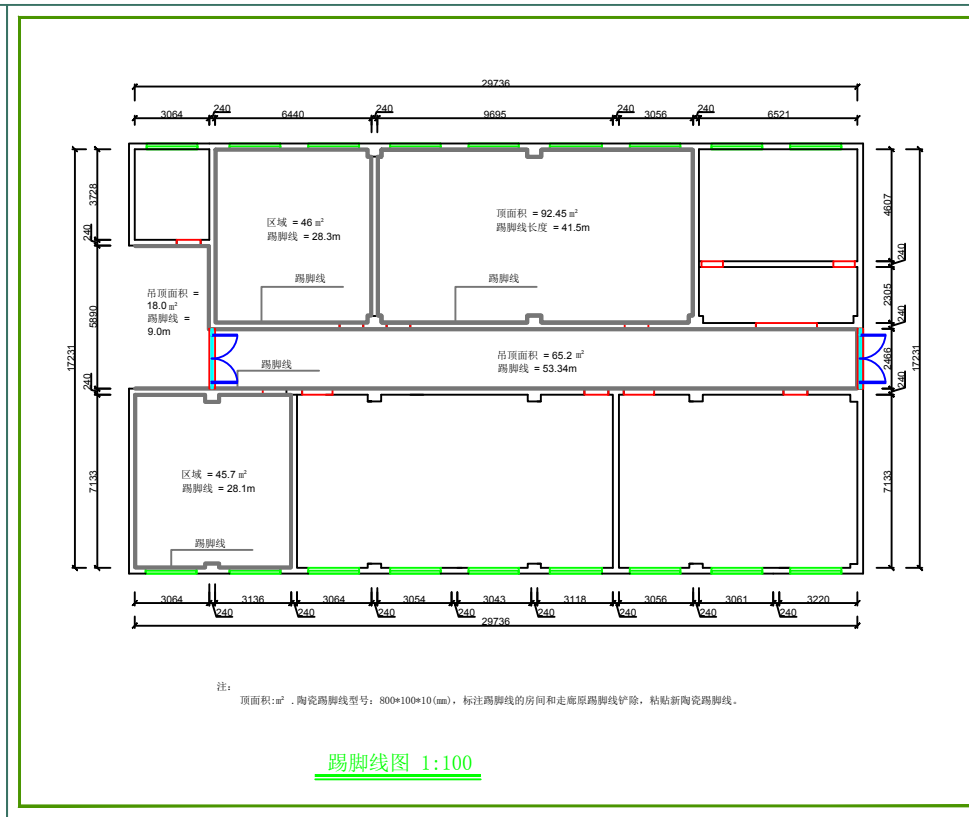 29736
3064 240 6440 240 9695 240 3056 240 6521
3728
240
5890
240
7133
17231
区域 = 46 m²
踢脚线 = 28.3m
踢脚线
顶面积 = 92.45 m²
踢脚线长度 = 41.5m
踢脚线
吊顶面积 =
18.0 m²
踢脚线 =
9.0m
踢脚线
吊顶面积 = 65.2 m²
踢脚线 = 53.34m
区域 = 45.7 m²
踢脚线 = 28.1m
踢脚线
4607
240
2305
240
2466
240
7133
17231
3064 3136 3064 3054 3043 3118 3056 3061 3220
240 240 240 240 240 240 240 240
29736
注:
顶面积:m² .陶瓷踢脚线型号: 800*100*10(mm), 标注踢脚线的房间和走廊原踢脚线铲除, 粘贴新陶瓷踢脚线。
踢脚线图 1:100